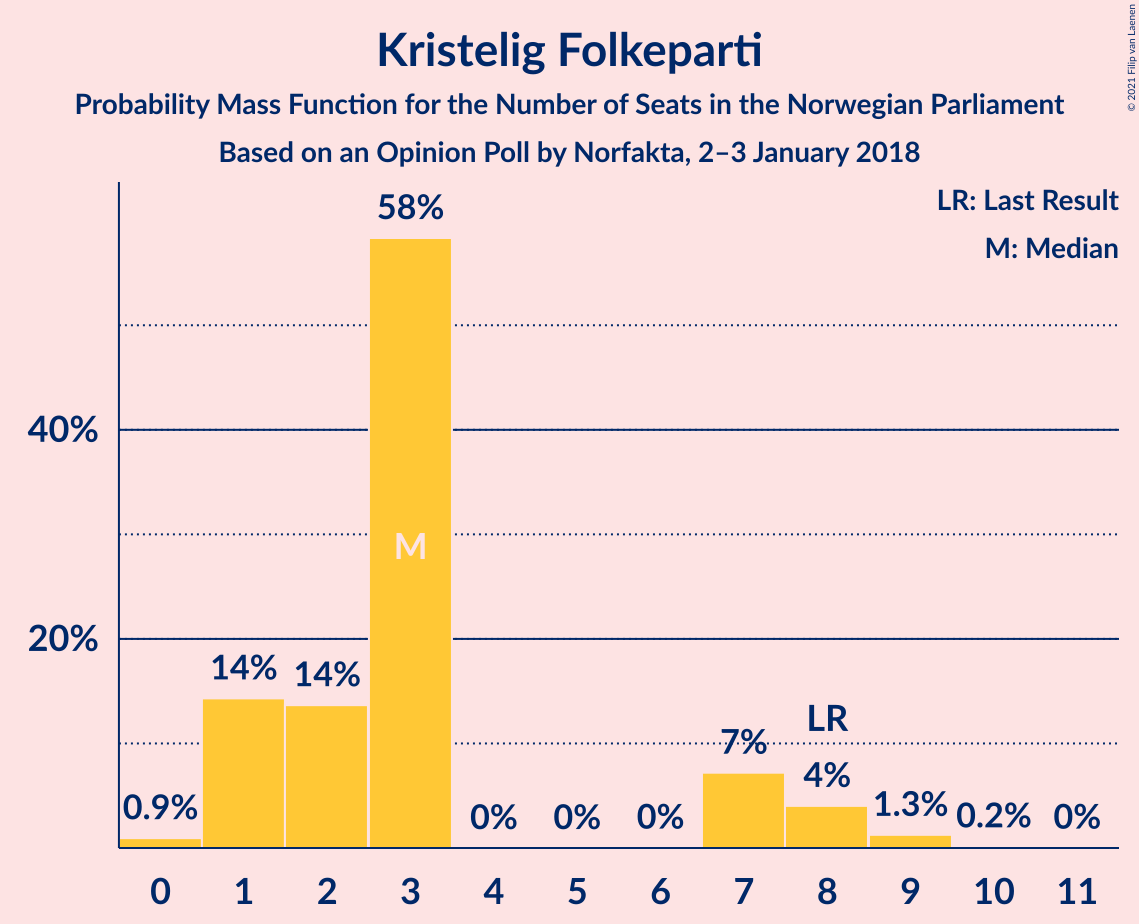 Kristelig Folkeparti
Probability Mass Function for the Number of Seats in the Norwegian Parliament
Based on an Opinion Poll by Norfakta, 2–3 January 2018
© 2021 Filip van Laenen
LR: Last Result
M: Median
58%
40%
M
20%
14%
14%
LR
7%
4%
0.9%
0%
0%
0%
1.3%
0.2%
0%
0 1 2 3 4 5 6 7 8 9 10 11